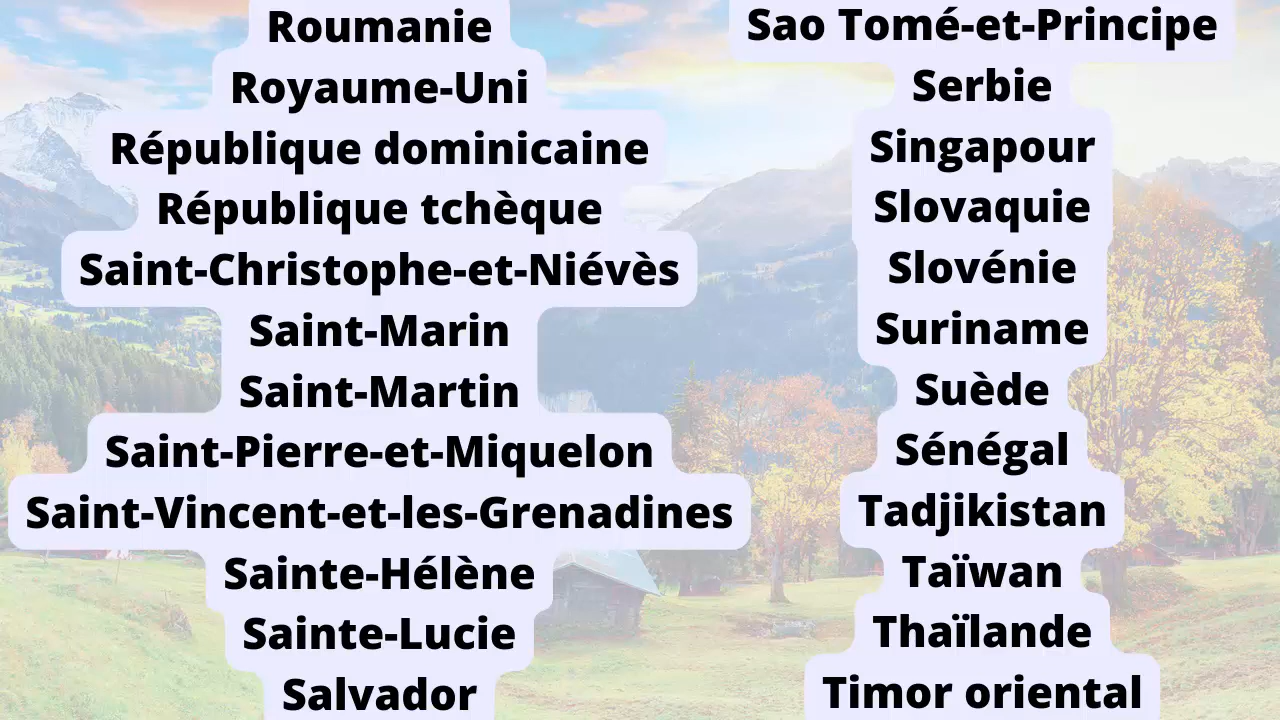 Roumanie
Royaume-Uni
République dominicaine
République tchèque
Saint-Christophe-et-Niévès
Saint-Marin
Saint-Martin
Saint-Pierre-et-Miquelon
Saint-Vincent-et-les-Grenadines
Sainte-Hélène
Sainte-Lucie
Salvador
Sao Tomé-et-Principe
Serbie
Singapour
Slovaquie
Slovénie
Suriname
Suède
Sénégal
Tadjikistan
Taïwan
Thaïlande
Timor oriental